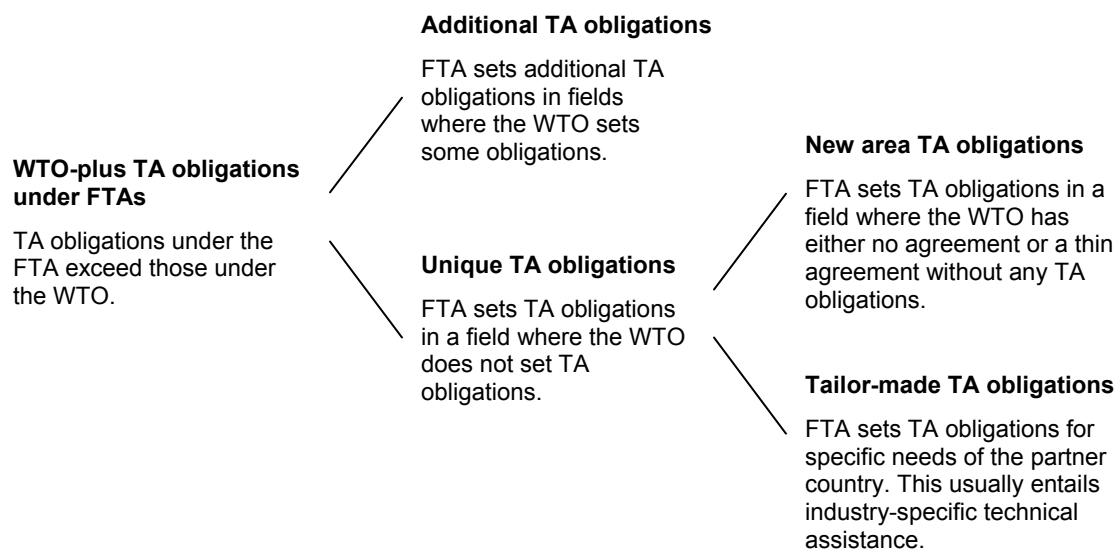 WTO-plus TA obligations
under FTAs
TA obligations under the
FTA exceed those under
the WTO.
Additional TA obligations
FTA sets additional TA
obligations in fields
where the WTO sets
some obligations.
Unique TA obligations
FTA sets TA obligations
in a field where the WTO
does not set TA
obligations.
New area TA obligations
FTA sets TA obligations in a
field where the WTO has
either no agreement or a thin
agreement without any TA
obligations.
Tailor-made TA obligations
FTA sets TA obligations for
specific needs of the partner
country. This usually entails
industry-specific technical
assistance.